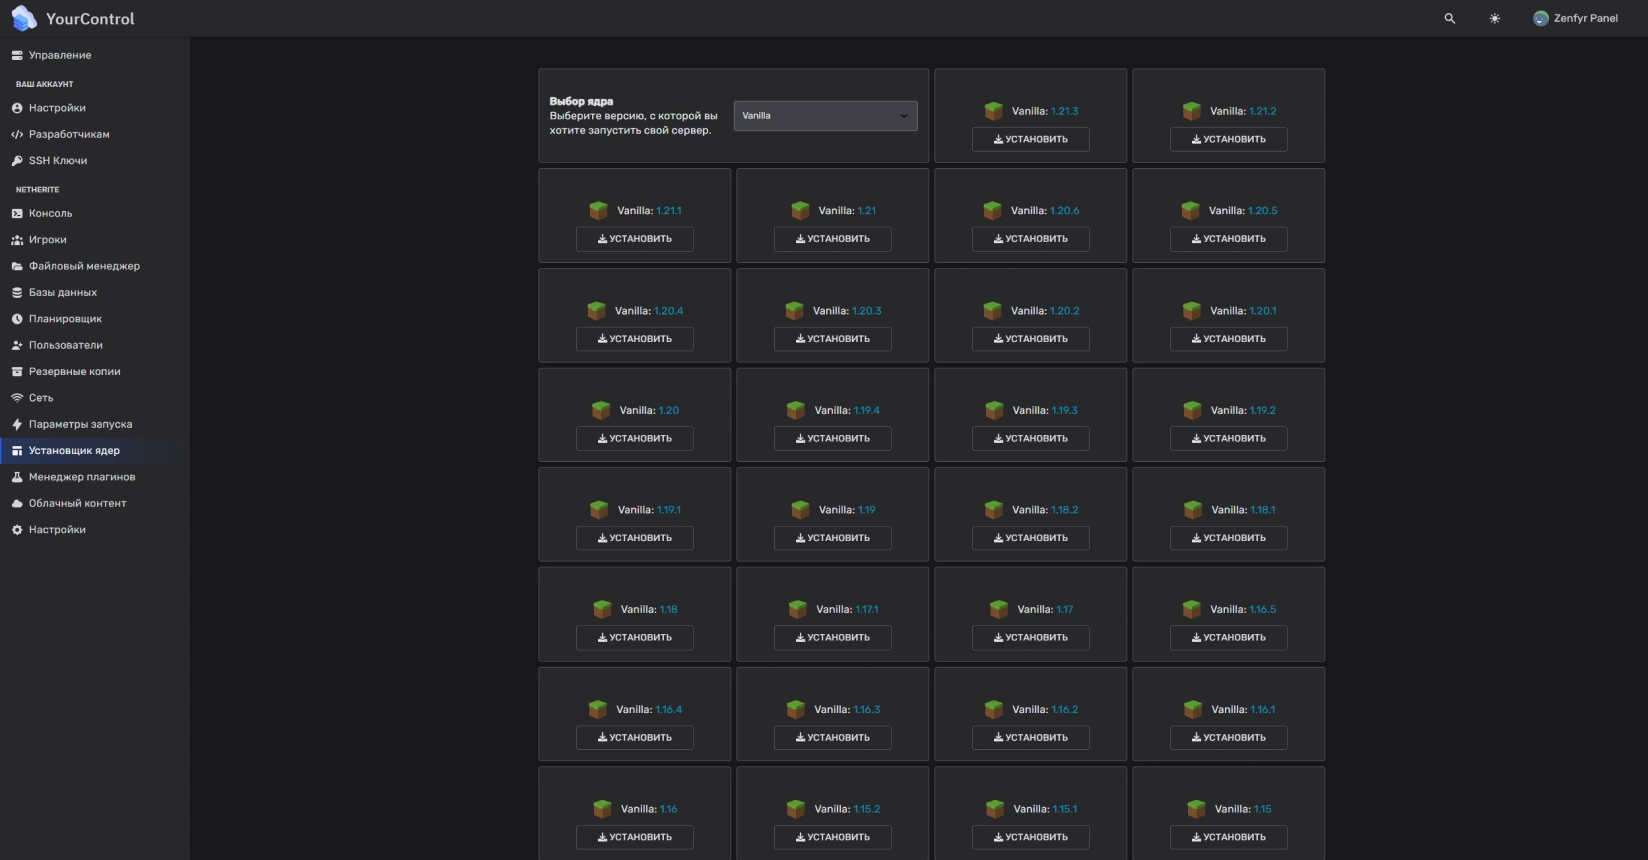 YourControl
Zenfyr Panel
Управление
ВАШ АККАУНТ
Настройки
Разработчикам
SSH Ключи
NETHERITE
Консоль
Игроки
Файловый менеджер
Базы данных
Планировщик
Пользователи
Резервные копии
Сеть
Параметры запуска
Установщик ядер
Менеджер плагинов
Облачный контент
Настройки
Выбор ядра
Выберите версию, с которой вы
хотите запустить свой сервер.
Vanilla
Vanilla: 1.21.3
УСТАНОВИТЬ
Vanilla: 1.21.2
УСТАНОВИТЬ
Vanilla: 1.21.1
УСТАНОВИТЬ
Vanilla: 1.21
УСТАНОВИТЬ
Vanilla: 1.20.6
УСТАНОВИТЬ
Vanilla: 1.20.5
УСТАНОВИТЬ
Vanilla: 1.20.4
УСТАНОВИТЬ
Vanilla: 1.20.3
УСТАНОВИТЬ
Vanilla: 1.20.2
УСТАНОВИТЬ
Vanilla: 1.20.1
УСТАНОВИТЬ
Vanilla: 1.20
УСТАНОВИТЬ
Vanilla: 1.19.4
УСТАНОВИТЬ
Vanilla: 1.19.3
УСТАНОВИТЬ
Vanilla: 1.19.2
УСТАНОВИТЬ
Vanilla: 1.19.1
УСТАНОВИТЬ
Vanilla: 1.19
УСТАНОВИТЬ
Vanilla: 1.18.2
УСТАНОВИТЬ
Vanilla: 1.18.1
УСТАНОВИТЬ
Vanilla: 1.18
УСТАНОВИТЬ
Vanilla: 1.17.1
УСТАНОВИТЬ
Vanilla: 1.17
УСТАНОВИТЬ
Vanilla: 1.16.5
УСТАНОВИТЬ
Vanilla: 1.16.4
УСТАНОВИТЬ
Vanilla: 1.16.3
УСТАНОВИТЬ
Vanilla: 1.16.2
УСТАНОВИТЬ
Vanilla: 1.16.1
УСТАНОВИТЬ
Vanilla: 1.16
УСТАНОВИТЬ
Vanilla: 1.15.2
УСТАНОВИТЬ
Vanilla: 1.15.1
УСТАНОВИТЬ
Vanilla: 1.15
УСТАНОВИТЬ